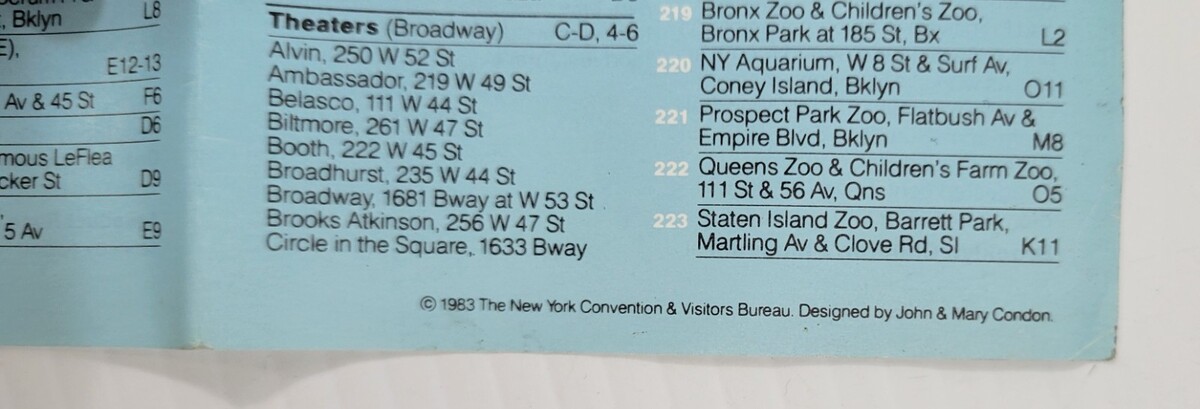 L8
, Bklyn
E),
E12-13
Av & 45 St F6
D6
mous LeFlea
cker St D9
5 Av E9
Theaters (Broadway) C-D, 4-6
Alvin, 250 W 52 St
Ambassador, 219 W 49 St
Belasco, 111 W 44 St
Biltmore, 261 W 47 St
Booth, 222 W 45 St
Broadhurst, 235 W 44 St
Broadway, 1681 Bway at W 53 St
Brooks Atkinson, 256 W 47 St
Circle in the Square, 1633 Bway
219 Bronx Zoo & Children's Zoo,
Bronx Park at 185 St, Bx L2
220 NY Aquarium, W 8 St & Surf Av,
Coney Island, Bklyn O11
221 Prospect Park Zoo, Flatbush Av &
Empire Blvd, Bklyn M8
222 Queens Zoo & Children's Farm Zoo,
111 St & 56 Av, Qns O5
223 Staten Island Zoo, Barrett Park,
Martling Av & Clove Rd, SI K11
© 1983 The New York Convention & Visitors Bureau. Designed by John & Mary Condon.